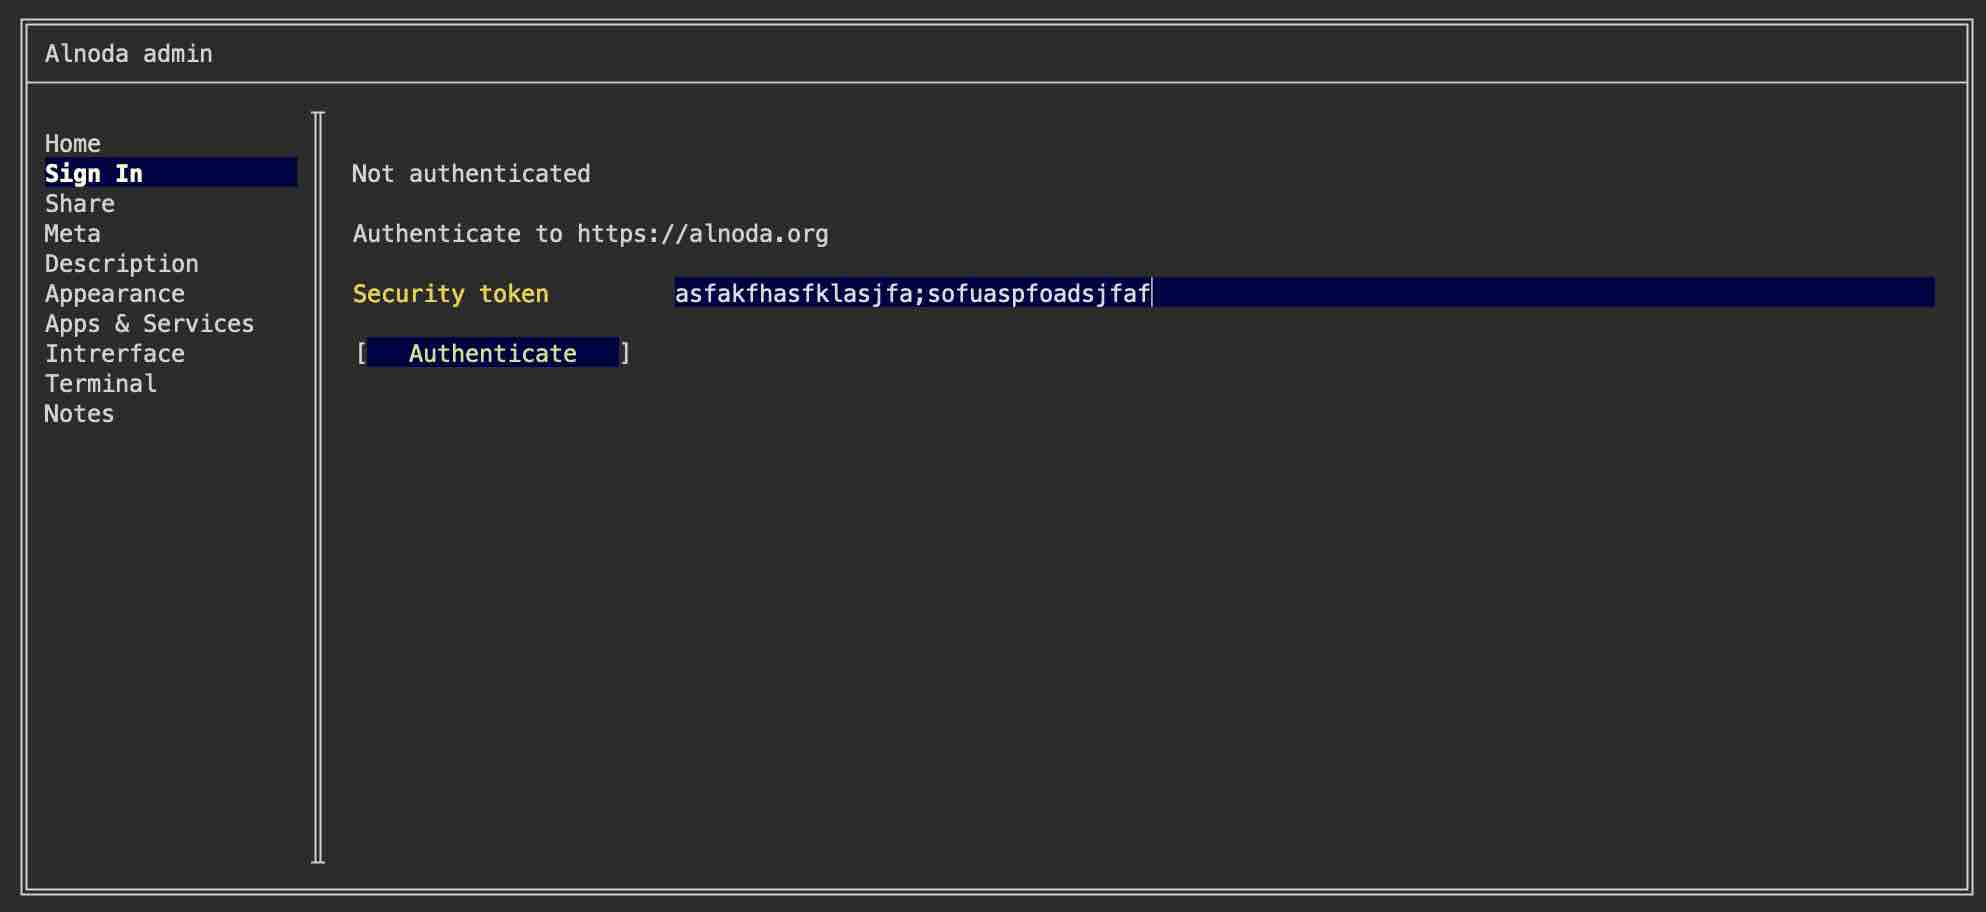 Alnoda admin
Home
Sign In
Share
Meta
Description
Appearance
Apps & Services
Intrerface
Terminal
Notes
Not authenticated
Authenticate to https://alnoda.org
Security token asfakfhasfklasjfa;sofuaspfoadsjfaf
[ Authenticate ]